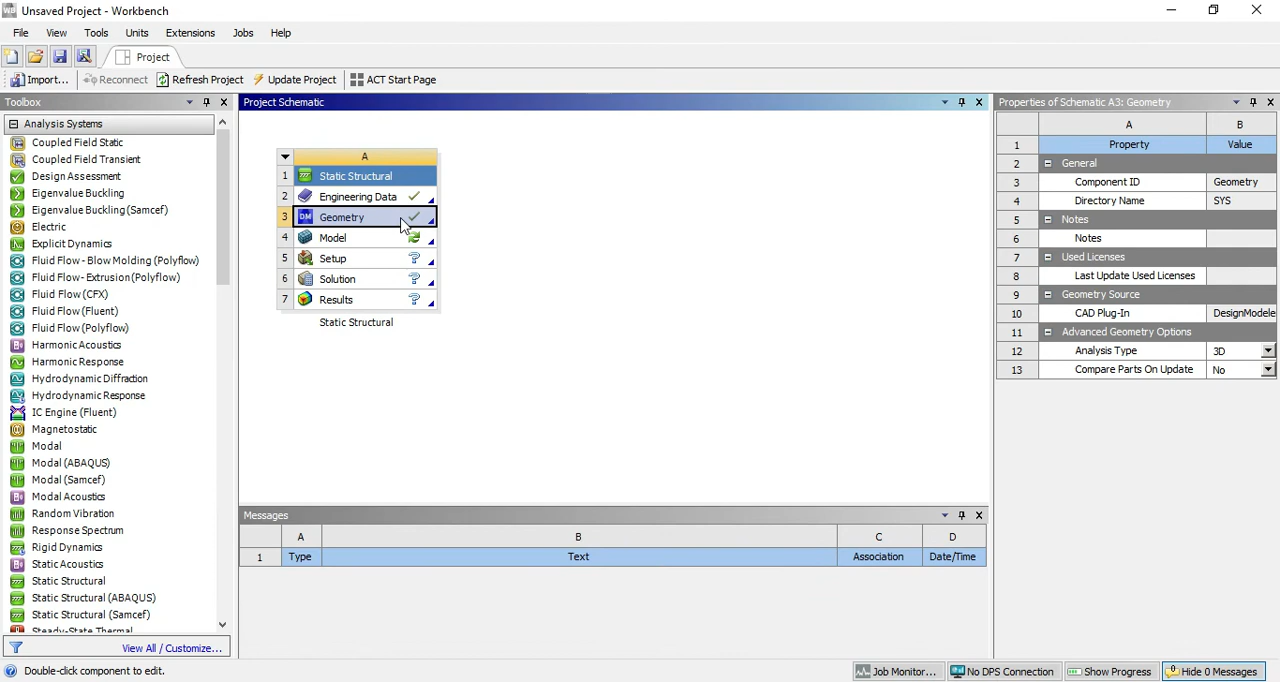 Unsaved Project - Workbench
File View Tools Units Extensions Jobs Help
Project
Import... Reconnect Refresh Project Update Project ACT Start Page
Toolbox
Analysis Systems
Coupled Field Static
Coupled Field Transient
Design Assessment
Eigenvalue Buckling
Eigenvalue Buckling (Samcef)
Electric
Explicit Dynamics
Fluid Flow - Blow Molding (Polyflow)
Fluid Flow - Extrusion (Polyflow)
Fluid Flow (CFX)
Fluid Flow (Fluent)
Fluid Flow (Polyflow)
Harmonic Acoustics
Harmonic Response
Hydrodynamic Diffraction
Hydrodynamic Response
IC Engine (Fluent)
Magnetostatic
Modal
Modal (ABAQUS)
Modal (Samcef)
Modal Acoustics
Random Vibration
Response Spectrum
Rigid Dynamics
Static Acoustics
Static Structural
Static Structural (ABAQUS)
Static Structural (Samcef)
Steady-State Thermal
View All / Customize...
Project Schematic
A
1 Static Structural
2 Engineering Data
3 DM Geometry
4 Model
5 Setup ?
6 Solution ?
7 Results ?
Static Structural
Messages
A B C D
1 Type Text Association Date/Time
Properties of Schematic A3: Geometry
A B
1 Property Value
2 General
3 Component ID Geometry
4 Directory Name SYS
5 Notes
6 Notes
7 Used Licenses
8 Last Update Used Licenses
9 Geometry Source
10 CAD Plug-In DesignModele
11 Advanced Geometry Options
12 Analysis Type 3D
13 Compare Parts On Update No
Double-click component to edit.
Job Monitor... No DPS Connection Show Progress Hide 0 Messages